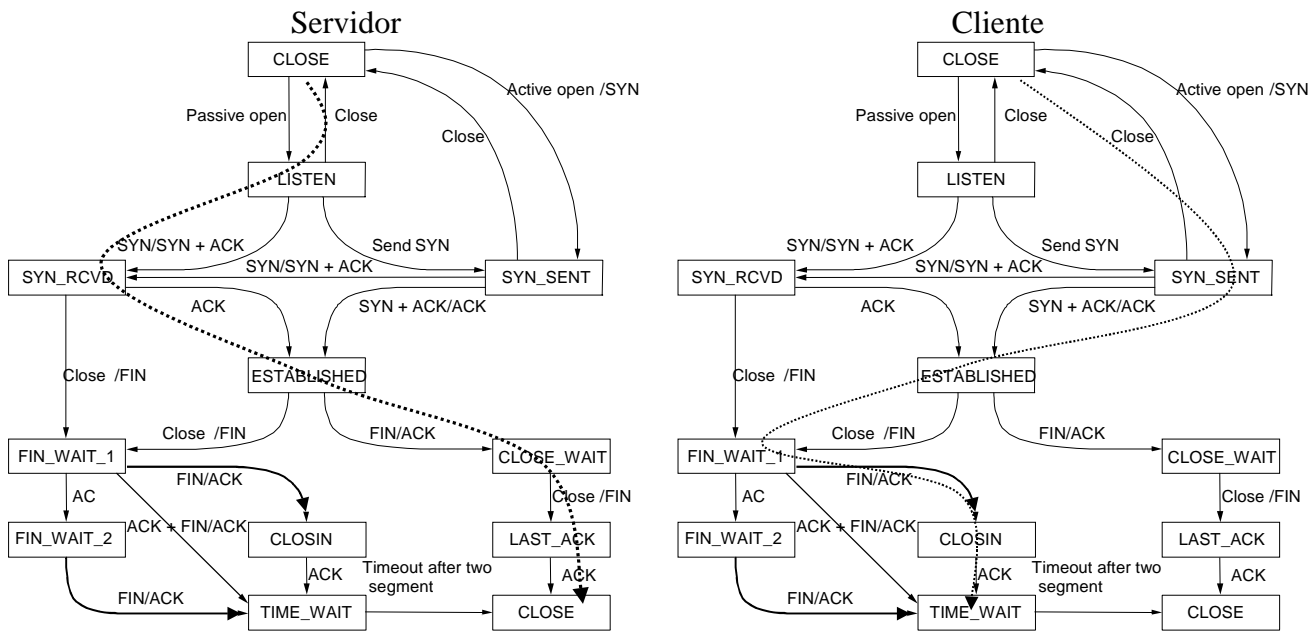 Servidor
CLOSE
Active open /SYN
Passive open
Close
Close
LISTEN
SYN/SYN + ACK
Send SYN
SYN_RCVD
SYN/SYN + ACK
SYN_SENT
ACK
SYN + ACK/ACK
ESTABLISHED
Close /FIN
Close /FIN
FIN/ACK
FIN_WAIT_1
CLOSE_WAIT
FIN/ACK
AC
Close /FIN
ACK + FIN/ACK
FIN_WAIT_2
CLOSIN
LAST_ACK
Timeout after two
segment
ACK
ACK
FIN/ACK
TIME_WAIT
CLOSE
Cliente
CLOSE
Active open /SYN
Passive open
Close
Close
LISTEN
SYN/SYN + ACK
Send SYN
SYN_RCVD
SYN/SYN + ACK
SYN_SENT
ACK
SYN + ACK/ACK
ESTABLISHED
Close /FIN
Close /FIN
FIN/ACK
FIN_WAIT_1
CLOSE_WAIT
FIN/ACK
AC
Close /FIN
ACK + FIN/ACK
FIN_WAIT_2
CLOSIN
LAST_ACK
Timeout after two
segment
ACK
ACK
FIN/ACK
TIME_WAIT
CLOSE